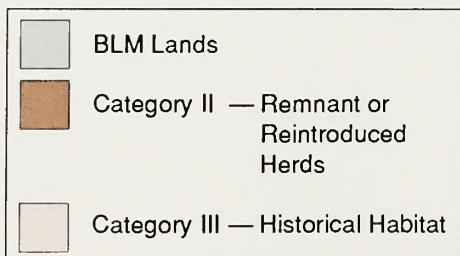 BLM Lands
Category II — Remnant or
Reintroduced
Herds
Category III — Historical Habitat